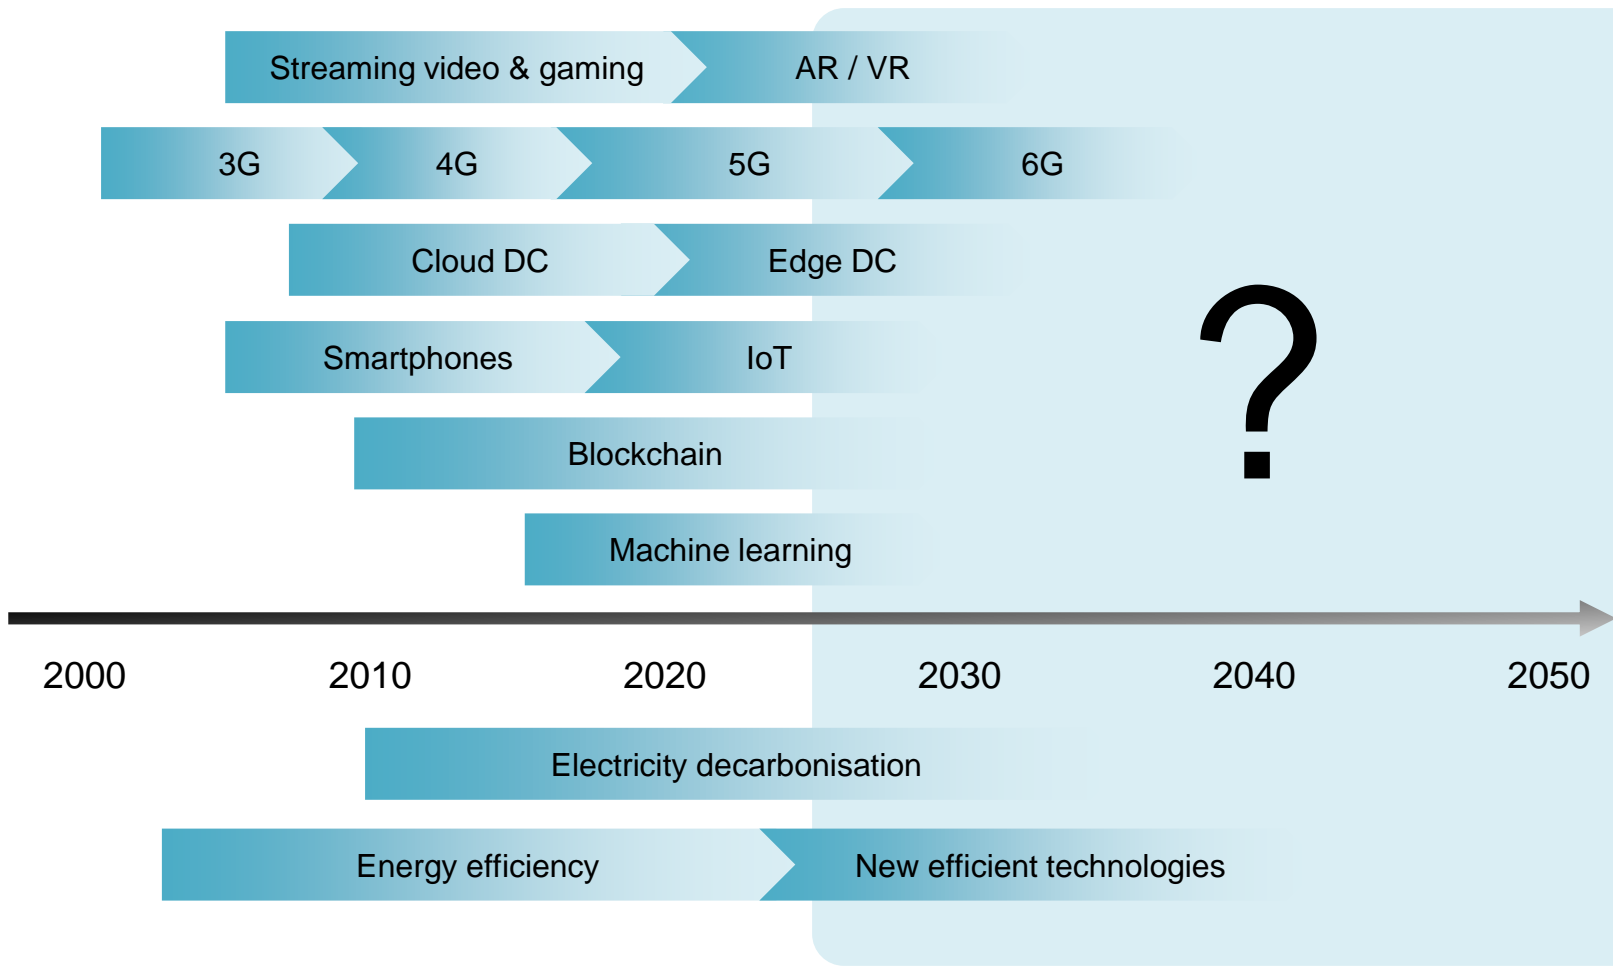 Streaming video & gaming
AR / VR
3G
4G
5G
6G
Cloud DC
Edge DC
Smartphones
IoT
Blockchain
Machine learning
?
2000
2010
2020
2030
2040
2050
Electricity decarbonisation
Energy efficiency
New efficient technologies